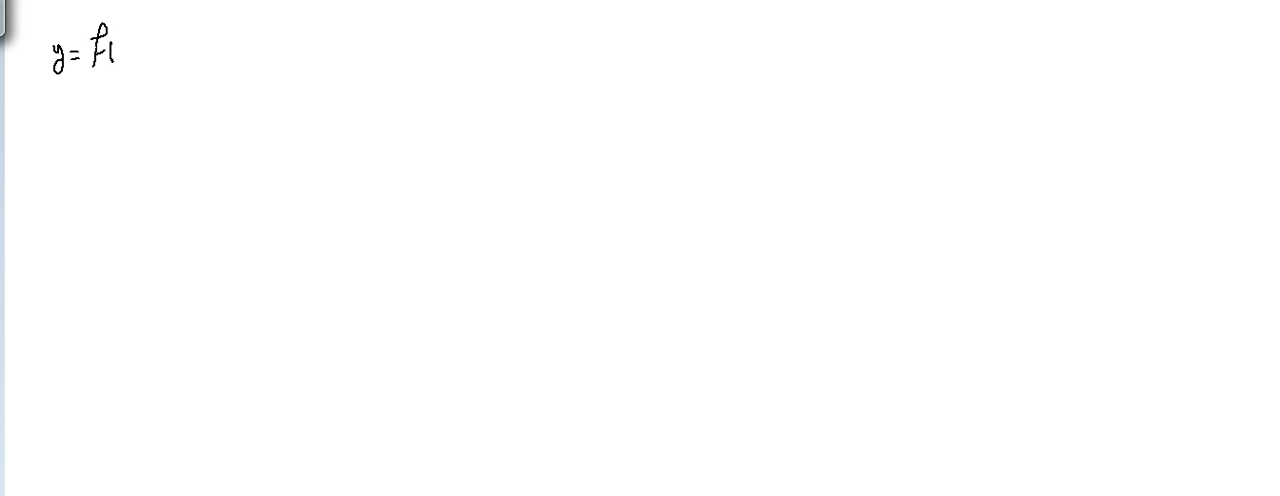 y = f(